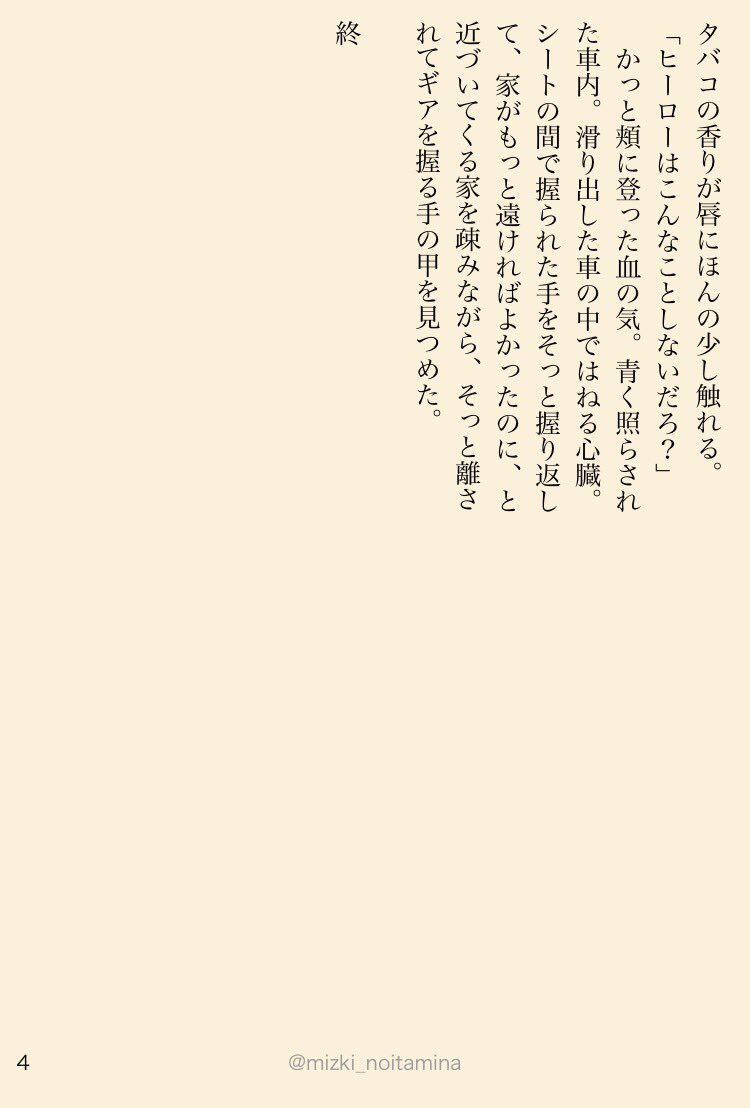 タバコの香りが唇にほんの少し触れる。
「ヒーローはこんなことしないだろ？」
　かっと頬に登った血の気。青く照らされ
た車内。滑り出した車の中ではねる心臓。
シートの間で握られた手をそっと握り返し
て、家がもっと遠ければよかったのに、と
近づいてくる家を疎みながら、そっと離さ
れてギアを握る手の甲を見つめた。
終
4
@mizki_noitamina